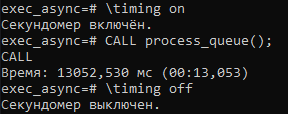 exec_async=# \timing on
Секундомер включён.
exec_async=# CALL process_queue();
CALL
Время: 13052,530 мс (00:13,053)
exec_async=# \timing off
Секундомер выключен.